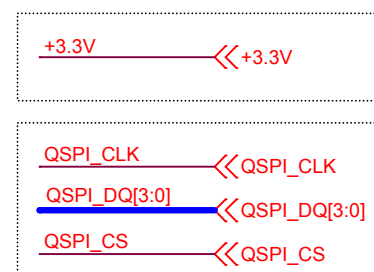 +3.3V
+3.3V
QSPI_CLK
QSPI_CLK
QSPI_DQ[3:0]
QSPI_DQ[3:0]
QSPI_CS
QSPI_CS